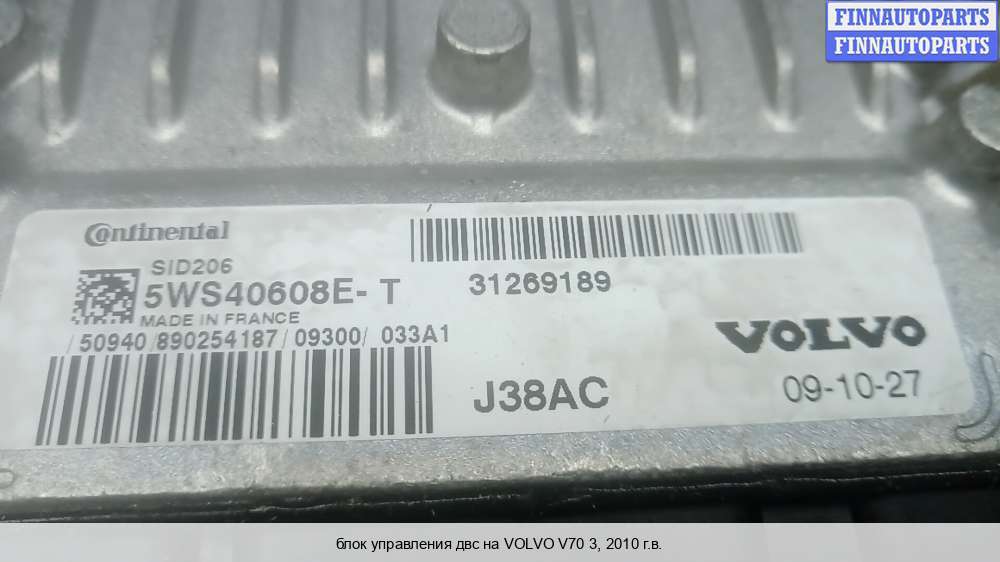 FINNAUTOPARTS
FINNAUTOPARTS
Continental
SID206
5WS40608E- T
MADE IN FRANCE
/50940/890254187/09300/033A1
31269189
VOLVO
J38AC
09-10-27
блок управления двс на VOLVO V70 3, 2010 г.в.